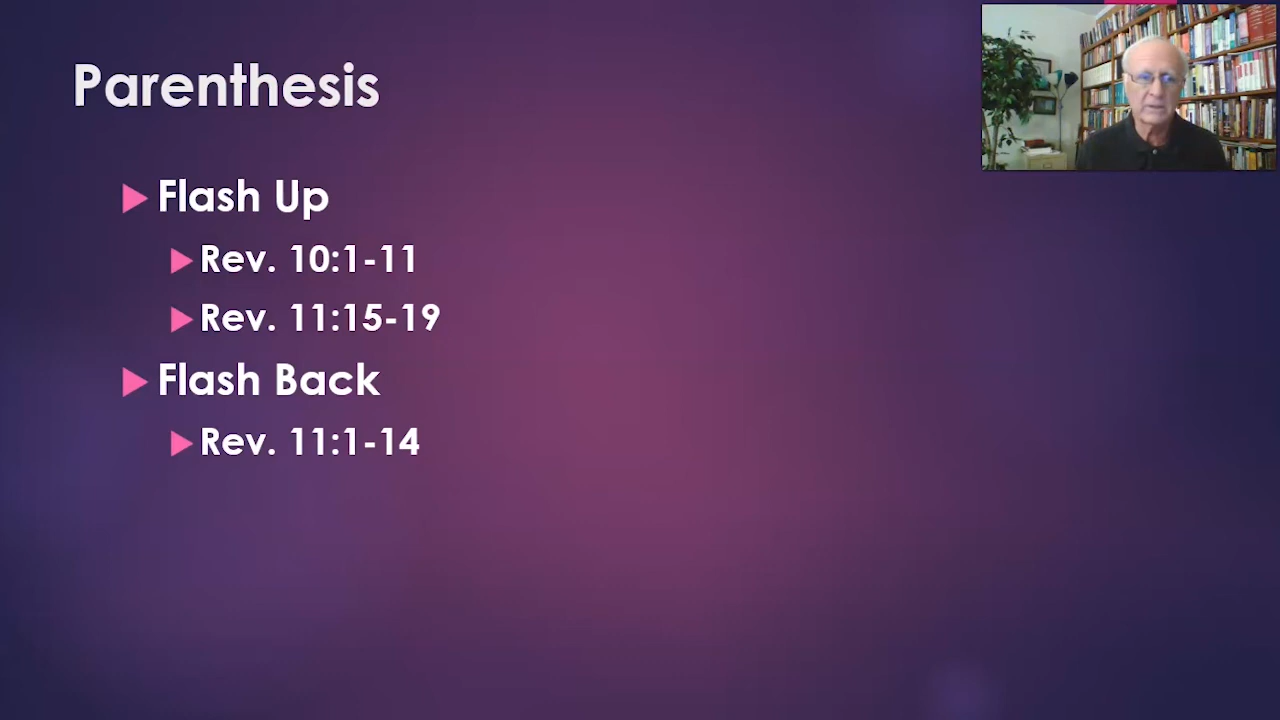 Parenthesis
Flash Up
Rev. 10:1-11
Rev. 11:15-19
Flash Back
Rev. 11:1-14